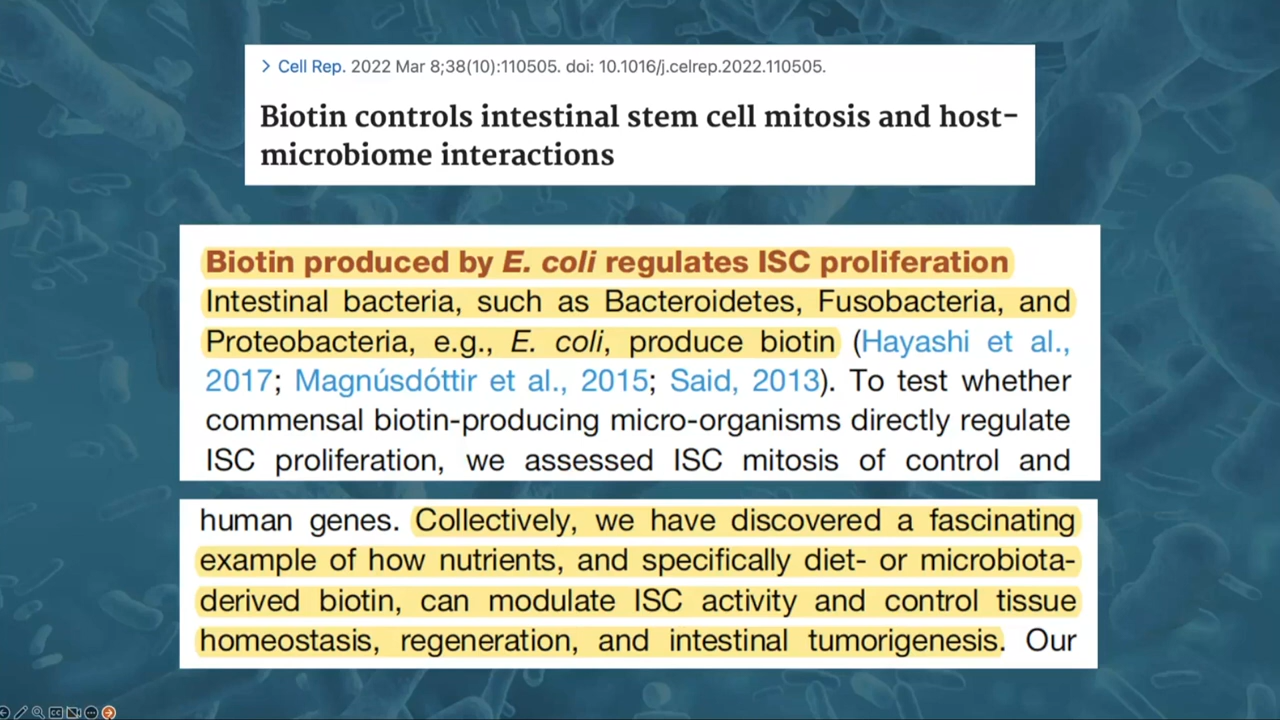 > Cell Rep. 2022 Mar 8;38(10):110505. doi: 10.1016/j.celrep.2022.110505.
Biotin controls intestinal stem cell mitosis and host-
microbiome interactions
Biotin produced by E. coli regulates ISC proliferation
Intestinal bacteria, such as Bacteroidetes, Fusobacteria, and
Proteobacteria, e.g., E. coli, produce biotin (Hayashi et al.,
2017; Magnúsdóttir et al., 2015; Said, 2013). To test whether
commensal biotin-producing micro-organisms directly regulate
ISC proliferation, we assessed ISC mitosis of control and
human genes. Collectively, we have discovered a fascinating
example of how nutrients, and specifically diet- or microbiota-
derived biotin, can modulate ISC activity and control tissue
homeostasis, regeneration, and intestinal tumorigenesis. Our